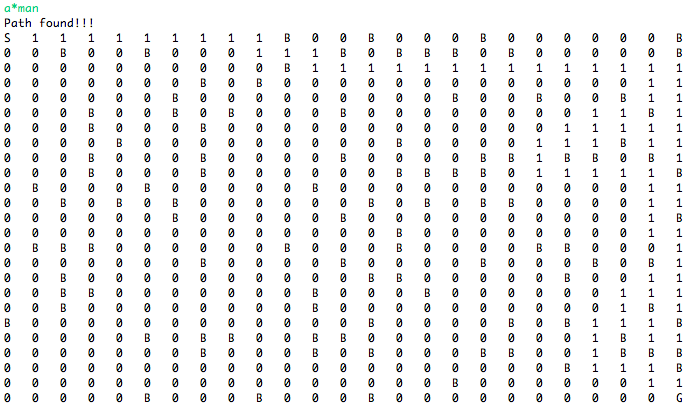 a*man
Path found!!!
S 1 1 1 1 1 1 1 1 1 B 0 0 B 0 0 B 0 0 0 0 0 0 0 B
0 0 B 0 0 B 0 0 0 1 1 1 B 0 B B B 0 B 0 0 0 0 0 B
0 0 0 0 0 0 0 0 0 0 B 1 1 1 1 1 1 1 1 1 1 1 1 1 1
0 0 0 0 0 0 0 B 0 B 0 0 0 0 0 0 0 0 0 0 0 0 0 1 1
0 0 0 0 0 0 B 0 0 0 0 0 0 0 0 0 B 0 0 B 0 0 B 1 1
0 0 0 B 0 0 B 0 B 0 0 0 B 0 0 0 0 0 0 0 0 1 1 B 1
0 0 0 B 0 0 B 0 0 0 0 0 0 0 0 0 0 0 0 0 1 1 1 1 1
0 0 0 0 B 0 0 0 0 0 0 0 0 0 B 0 0 0 0 1 1 1 B 1 1
0 0 0 B 0 0 0 0 0 0 0 0 B 0 0 0 0 B B 1 B B 0 B 1
0 0 0 B 0 0 0 B 0 0 0 0 0 0 B B B B 0 1 1 1 1 1 B
0 B 0 0 0 B 0 0 0 0 0 B 0 0 0 0 0 0 0 0 0 0 0 1 1
0 0 0 B 0 B 0 B 0 0 0 0 0 B 0 B 0 B B 0 0 0 0 1 1
0 0 0 0 0 0 B 0 0 0 0 0 B 0 0 0 0 0 0 0 0 0 0 1 B
0 0 0 0 0 0 0 0 0 0 0 0 0 0 B 0 0 0 0 0 0 0 0 1 1
0 B B B 0 0 0 0 0 0 B 0 0 0 B 0 0 0 0 B B 0 0 0 1
0 0 0 0 0 0 B B 0 0 0 0 B 0 0 0 B B 0 0 0 B 0 B 1
0 0 B 0 0 0 0 0 0 0 0 0 0 B B 0 0 0 0 0 B 0 0 1 1
0 0 B B 0 0 0 0 0 0 0 B 0 0 0 B 0 0 0 0 0 0 1 1 1
0 0 B 0 0 0 0 0 0 0 0 0 0 0 0 0 0 0 0 0 0 0 1 B 1
B 0 0 0 0 0 0 0 0 0 0 0 0 B 0 0 0 0 B 0 B 1 1 1 B
0 0 0 0 0 B B B 0 0 0 B B 0 0 0 0 B 0 0 0 1 B 1 1
0 0 0 0 0 0 0 B 0 0 0 B 0 B 0 0 0 B B 0 0 1 B B B
0 0 0 0 0 0 0 0 0 0 0 0 0 0 0 0 0 0 0 0 B 1 1 1 B
0 0 0 0 0 0 0 0 0 0 0 0 0 0 0 0 B 0 0 0 0 0 0 1 1
0 0 0 0 0 B 0 0 0 B 0 0 0 B 0 0 0 0 0 0 0 0 0 0 G